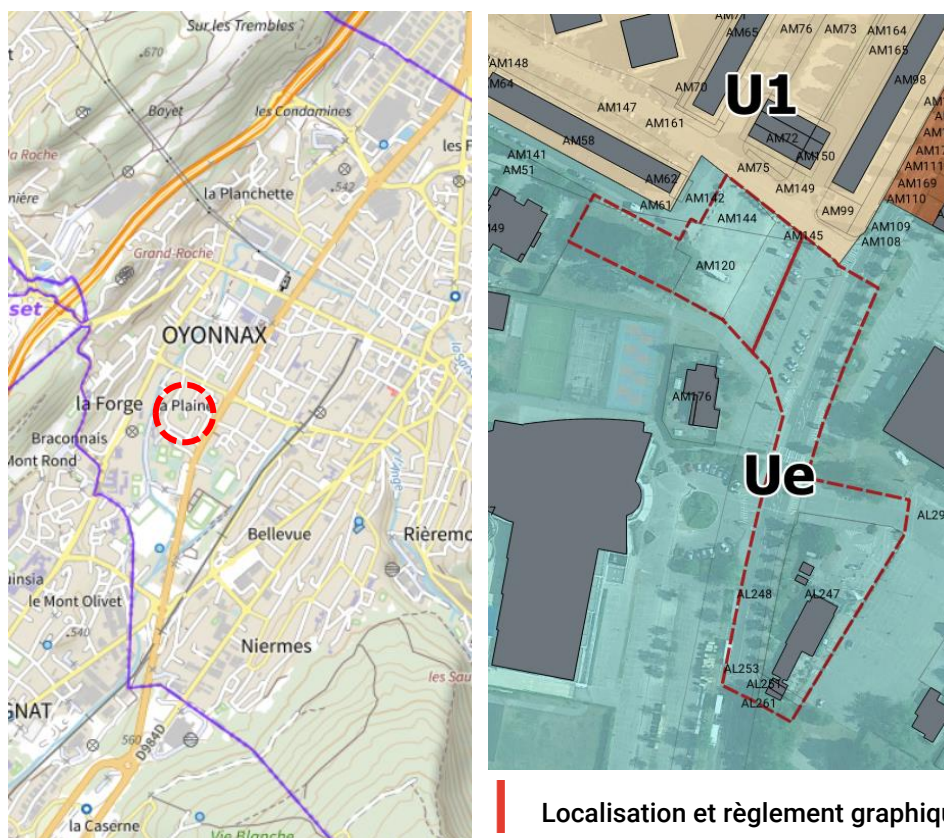 Sur les Trembles
.670
Bayet
les Condamines
la Roche
la Planchette
.542
Grand-Roche
set
OYONNAX
la Forge
a Plaine
Braconnais
Mont Rond
l'Ange
Bellevue
Rièremo
uinsia
le Mont Olivet
.540
Niermes
les Sau
GNAT
560
D984D
la Caserne
Vie Blanche
AM71
AM65
AM76
AM73
AM164
AM165
AM148
M64
AM70
AM98
AM147
U1
AM161
AM72
AM58
AM150
AM141
AM51
AM75
AM62
AM149
AM111
AM169
AM110
AM61
AM142
AM144
AM99
M49
AM145
AM109
AM108
AM120
AM176
Ue
AL29
AL248
AL247
AL253
AL261
Localisation et règlement graphiqu